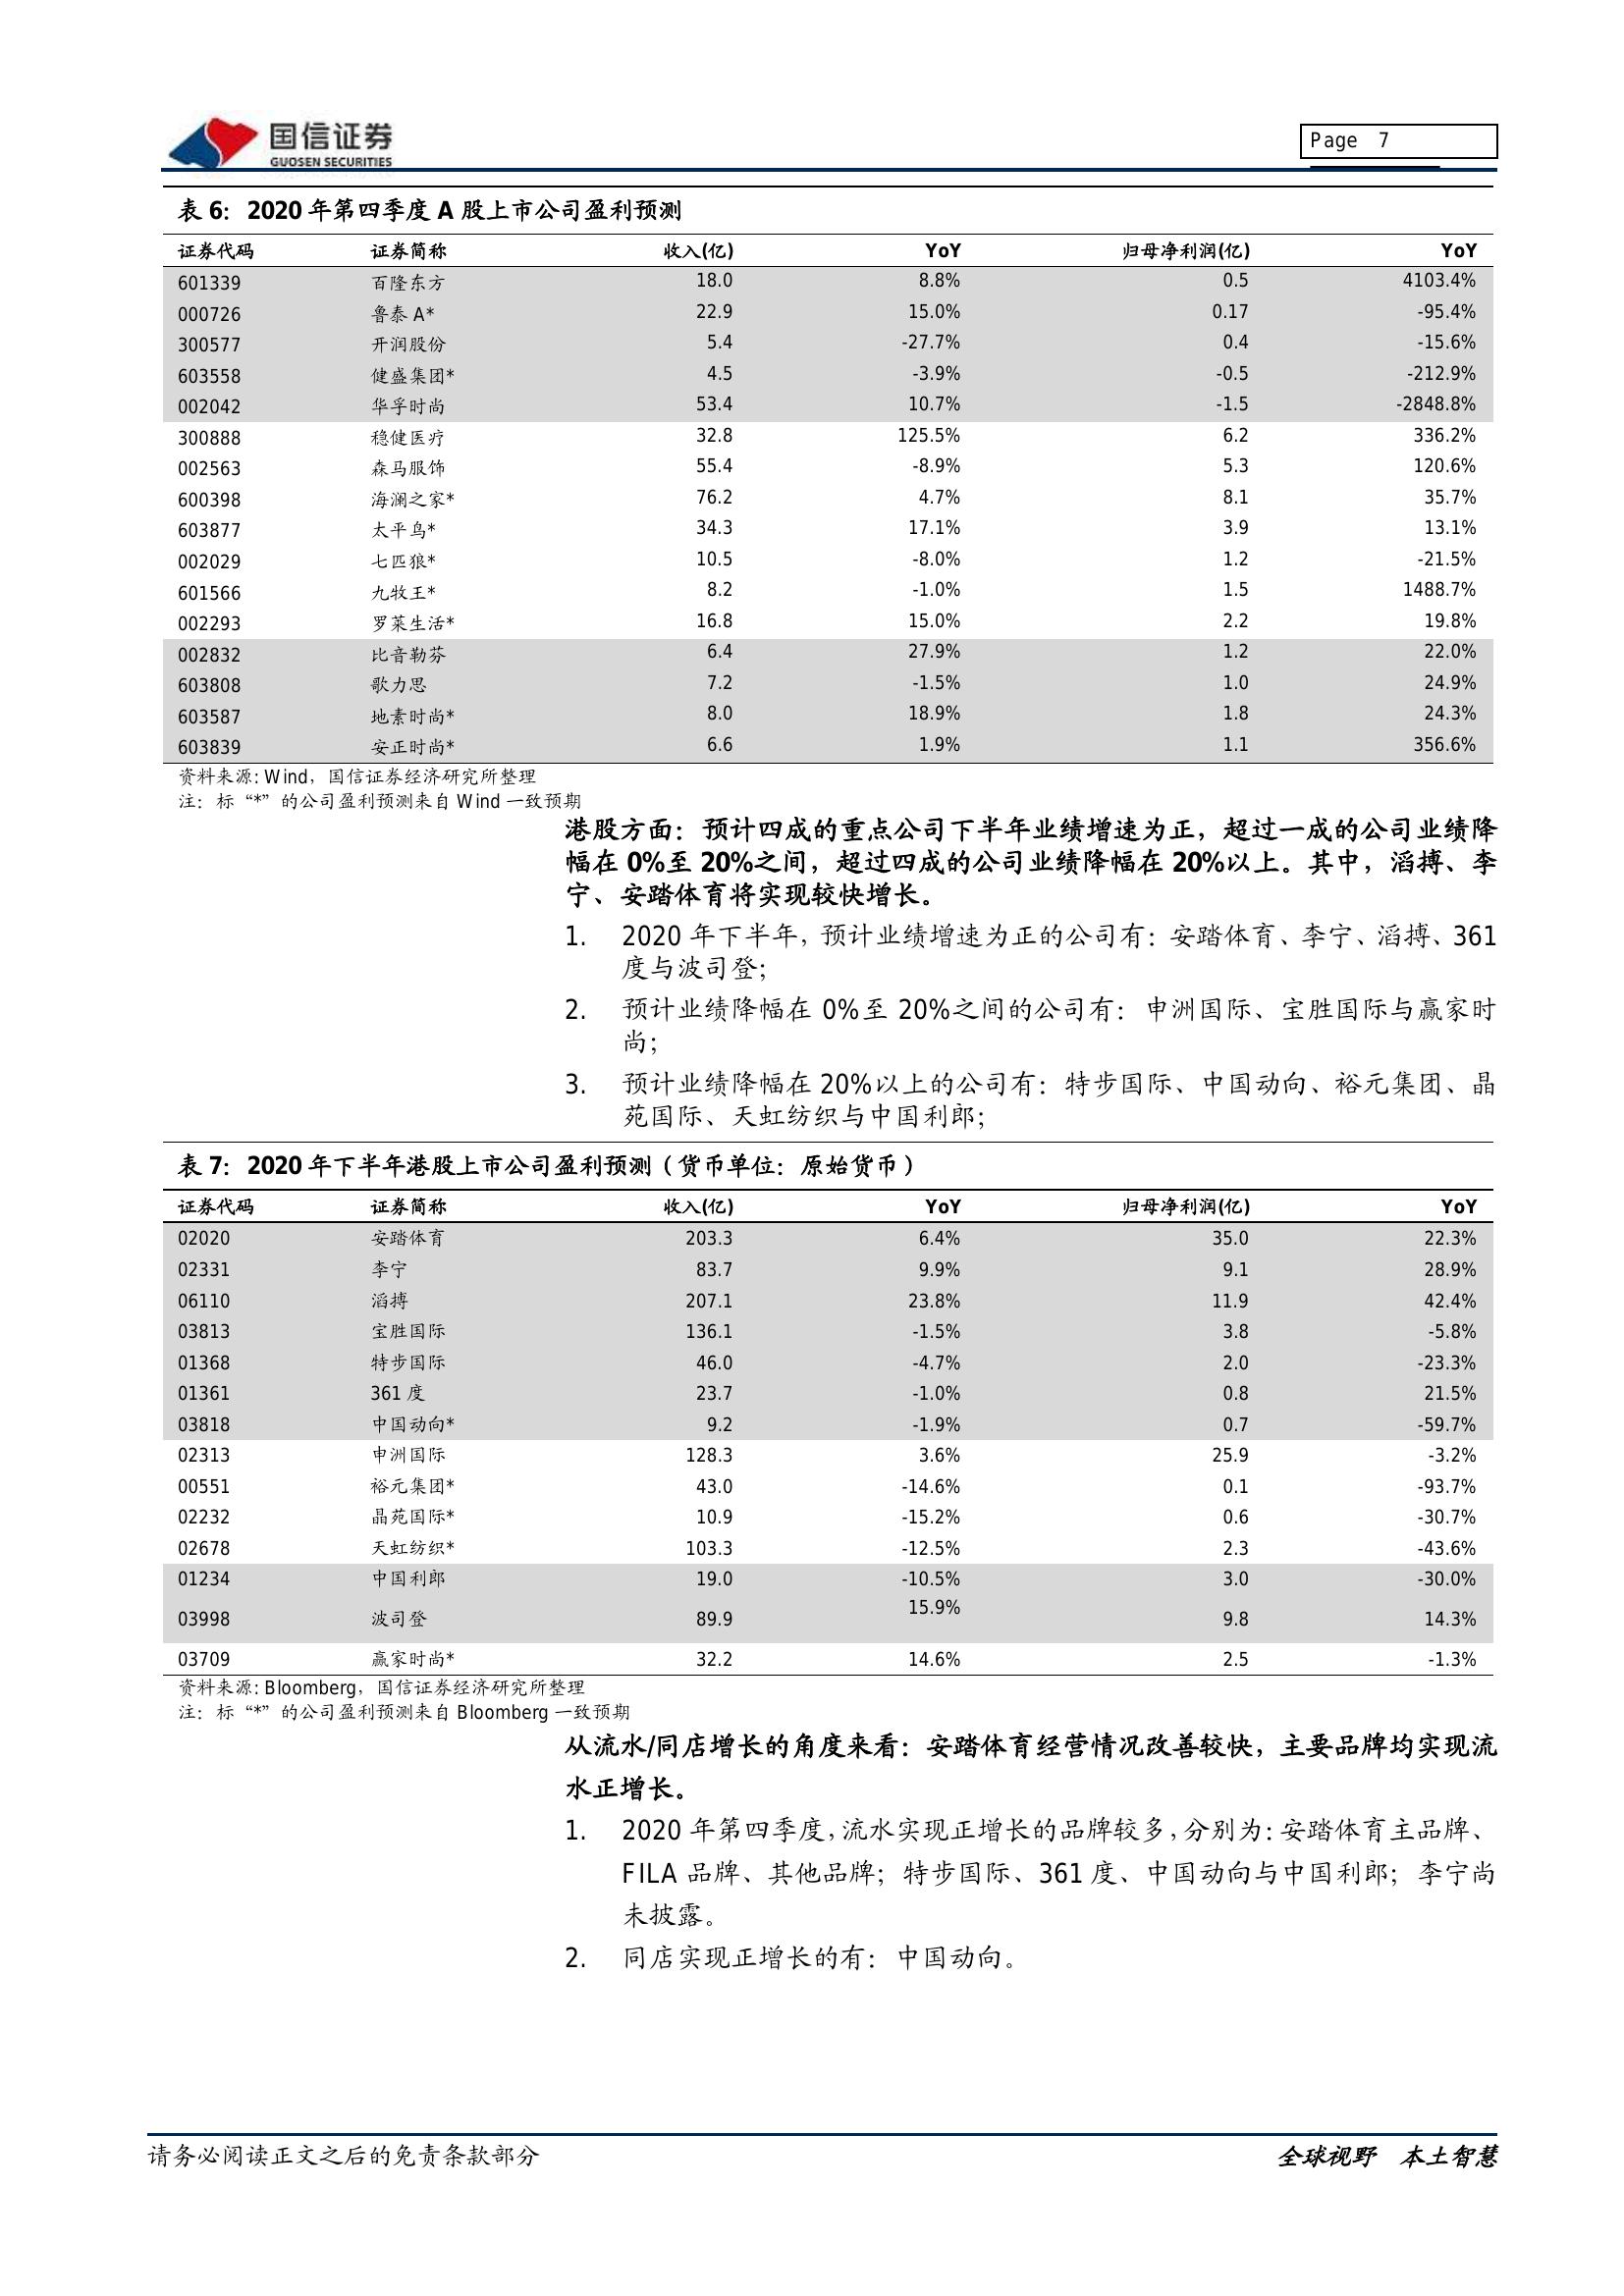 国信证券
GUOSEN SECURITIES
Page 7
表 6：2020 年第四季度 A 股上市公司盈利预测
证券代码 证券简称 收入(亿) YoY 归母净利润(亿) YoY
601339 百隆东方 18.0 8.8% 0.5 4103.4%
000726 鲁泰 A* 22.9 15.0% 0.17 -95.4%
300577 开润股份 5.4 -27.7% 0.4 -15.6%
603558 健盛集团* 4.5 -3.9% -0.5 -212.9%
002042 华孚时尚 53.4 10.7% -1.5 -2848.8%
300888 稳健医疗 32.8 125.5% 6.2 336.2%
002563 森马服饰 55.4 -8.9% 5.3 120.6%
600398 海澜之家* 76.2 4.7% 8.1 35.7%
603877 太平鸟* 34.3 17.1% 3.9 13.1%
002029 七匹狼* 10.5 -8.0% 1.2 -21.5%
601566 九牧王* 8.2 -1.0% 1.5 1488.7%
002293 罗莱生活* 16.8 15.0% 2.2 19.8%
002832 比音勒芬 6.4 27.9% 1.2 22.0%
603808 歌力思 7.2 -1.5% 1.0 24.9%
603587 地素时尚* 8.0 18.9% 1.8 24.3%
603839 安正时尚* 6.6 1.9% 1.1 356.6%
资料来源: Wind，国信证券经济研究所整理
注：标“*”的公司盈利预测来自 Wind 一致预期
港股方面：预计四成的重点公司下半年业绩增速为正，超过一成的公司业绩降
幅在 0%至 20%之间，超过四成的公司业绩降幅在 20%以上。其中，滔搏、李
宁、安踏体育将实现较快增长。
1. 2020 年下半年，预计业绩增速为正的公司有：安踏体育、李宁、滔搏、361
度与波司登；
2. 预计业绩降幅在 0%至 20%之间的公司有：申洲国际、宝胜国际与赢家时
尚；
3. 预计业绩降幅在 20%以上的公司有：特步国际、中国动向、裕元集团、晶
苑国际、天虹纺织与中国利郎；
表 7：2020 年下半年港股上市公司盈利预测（货币单位：原始货币）
证券代码 证券简称 收入(亿) YoY 归母净利润(亿) YoY
02020 安踏体育 203.3 6.4% 35.0 22.3%
02331 李宁 83.7 9.9% 9.1 28.9%
06110 滔搏 207.1 23.8% 11.9 42.4%
03813 宝胜国际 136.1 -1.5% 3.8 -5.8%
01368 特步国际 46.0 -4.7% 2.0 -23.3%
01361 361 度 23.7 -1.0% 0.8 21.5%
03818 中国动向* 9.2 -1.9% 0.7 -59.7%
02313 申洲国际 128.3 3.6% 25.9 -3.2%
00551 裕元集团* 43.0 -14.6% 0.1 -93.7%
02232 晶苑国际* 10.9 -15.2% 0.6 -30.7%
02678 天虹纺织* 103.3 -12.5% 2.3 -43.6%
01234 中国利郎 19.0 -10.5% 3.0 -30.0%
03998 波司登 89.9 15.9% 9.8 14.3%
03709 赢家时尚* 32.2 14.6% 2.5 -1.3%
资料来源: Bloomberg，国信证券经济研究所整理
注：标“*”的公司盈利预测来自 Bloomberg 一致预期
从流水/同店增长的角度来看：安踏体育经营情况改善较快，主要品牌均实现流
水正增长。
1. 2020 年第四季度，流水实现正增长的品牌较多，分别为：安踏体育主品牌、
FILA 品牌、其他品牌；特步国际、361 度、中国动向与中国利郎；李宁尚
未披露。
2. 同店实现正增长的有：中国动向。
请务必阅读正文之后的免责条款部分 全球视野 本土智慧